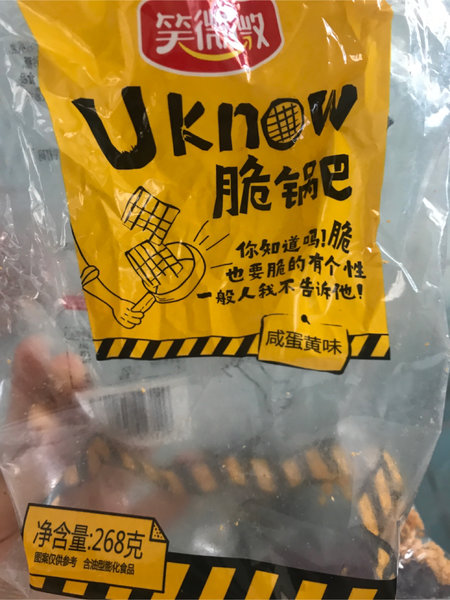 笑微微
UKNOW
脆锅巴
你知道吗!脆
也要脆的有个性
一般人我不告诉他!
咸蛋黄味
净含量:268克
图案仅供参考 含油型膨化食品